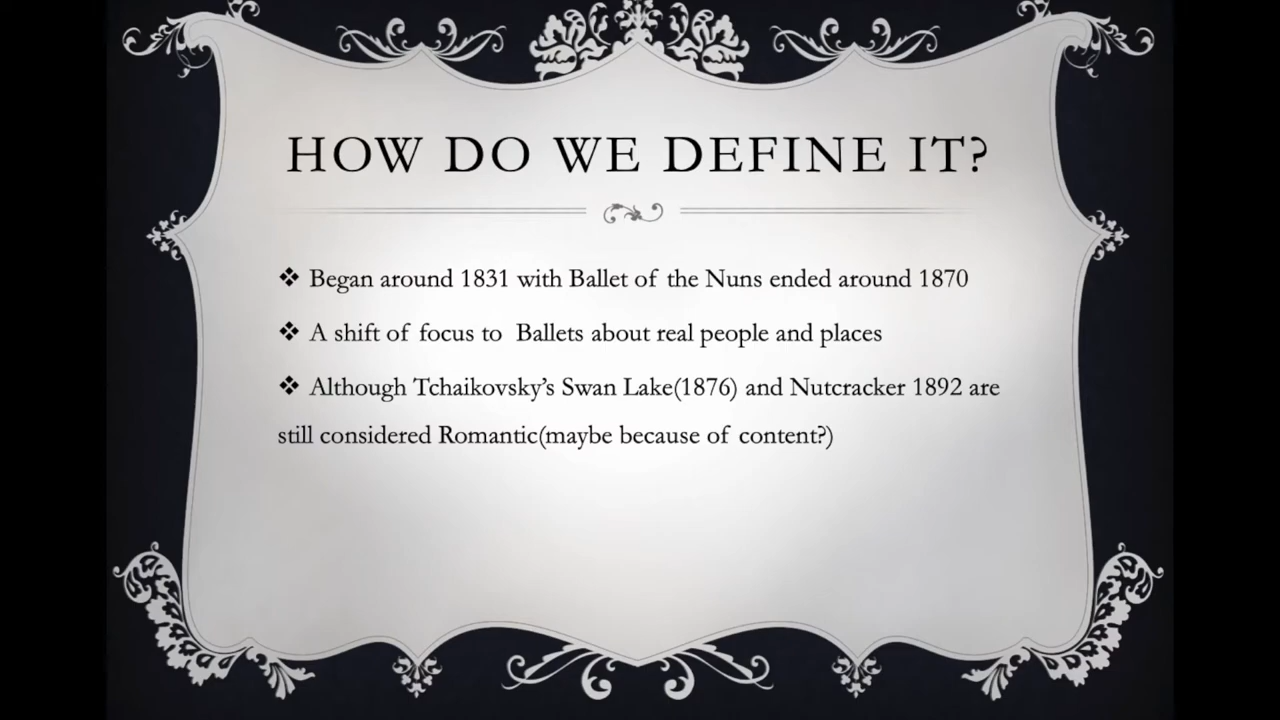 HOW DO WE DEFINE IT?
❖ Began around 1831 with Ballet of the Nuns ended around 1870
❖ A shift of focus to Ballets about real people and places
❖ Although Tchaikovsky’s Swan Lake(1876) and Nutcracker 1892 are
still considered Romantic(maybe because of content?)